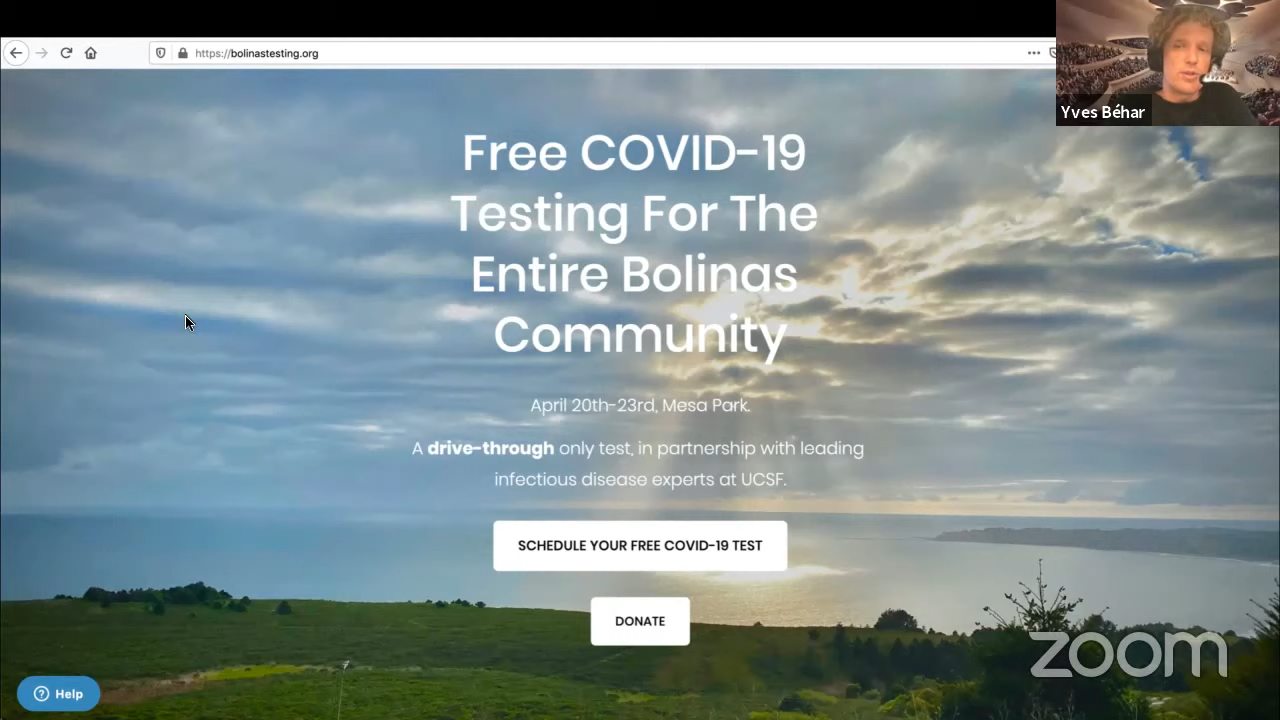 https://bolinastesting.org
Yves Béhar
Free COVID-19
Testing For The
Entire Bolinas
Community
April 20th-23rd, Mesa Park.
A drive-through only test, in partnership with leading
infectious disease experts at UCSF.
SCHEDULE YOUR FREE COVID-19 TEST
DONATE
zoom
Help